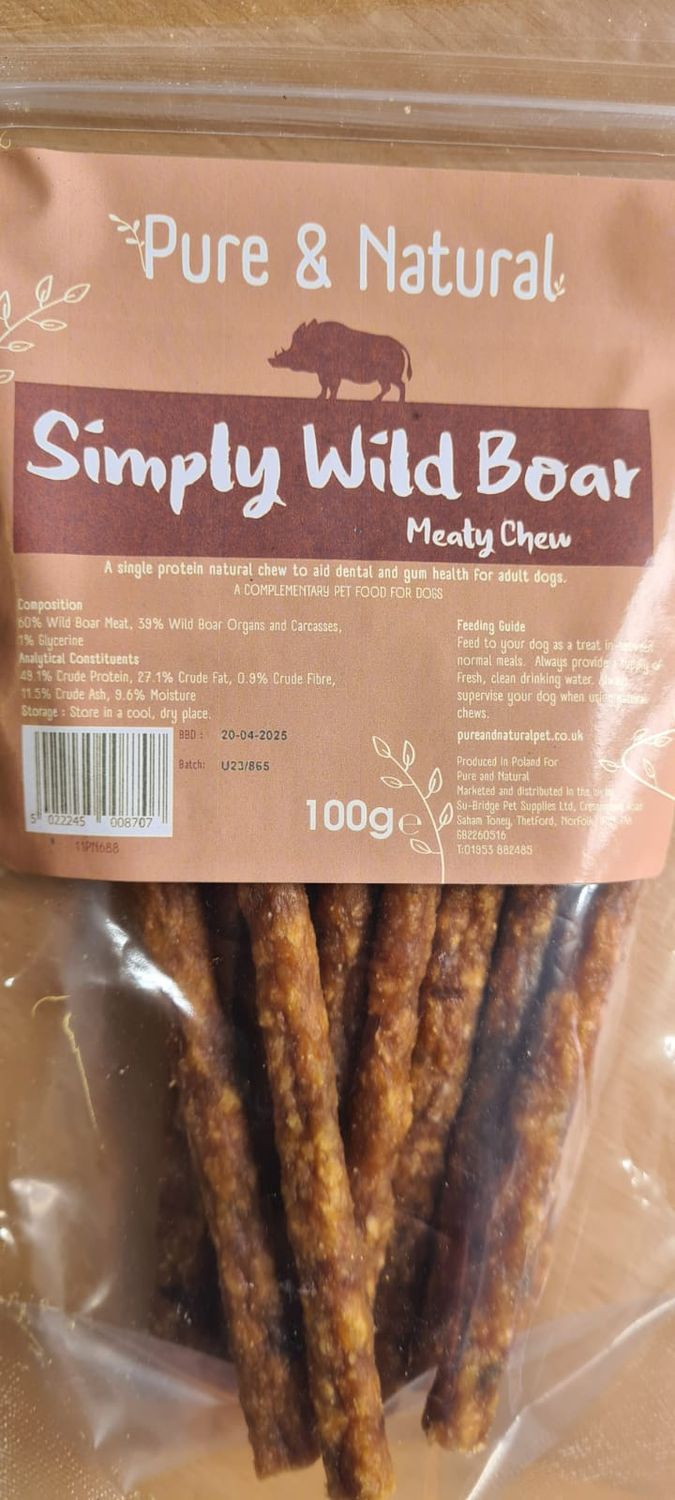 Pure & Natural
Simply Wild Boar
Meaty Chew
A single protein natural chew to aid dental and gum health for adult dogs.
A COMPLEMENTARY PET FOOD FOR DOGS
Composition
60% Wild Boar Meat, 39% Wild Boar Organs and Carcasses,
1% Glycerine
Analytical Constituents
49.1% Crude Protein, 27.1% Crude Fat, 0.9% Crude Fibre,
11.5% Crude Ash, 9.6% Moisture
Storage : Store in a cool, dry place.
BBD : 20-04-2025
Batch: U23/865
5 022245 008707
11PN688
100g e
Feeding Guide
Feed to your dog as a treat in-between
normal meals. Always provide a supply of
fresh, clean drinking water. Always
supervise your dog when using natural
chews.
pureandnaturalpet.co.uk
Produced in Poland For
Pure and Natural
Marketed and distributed in the
Su-Bridge Pet Supplies Ltd,
Saham Toney, Thetford, Norfolk
GB2260516
T:01953 882485